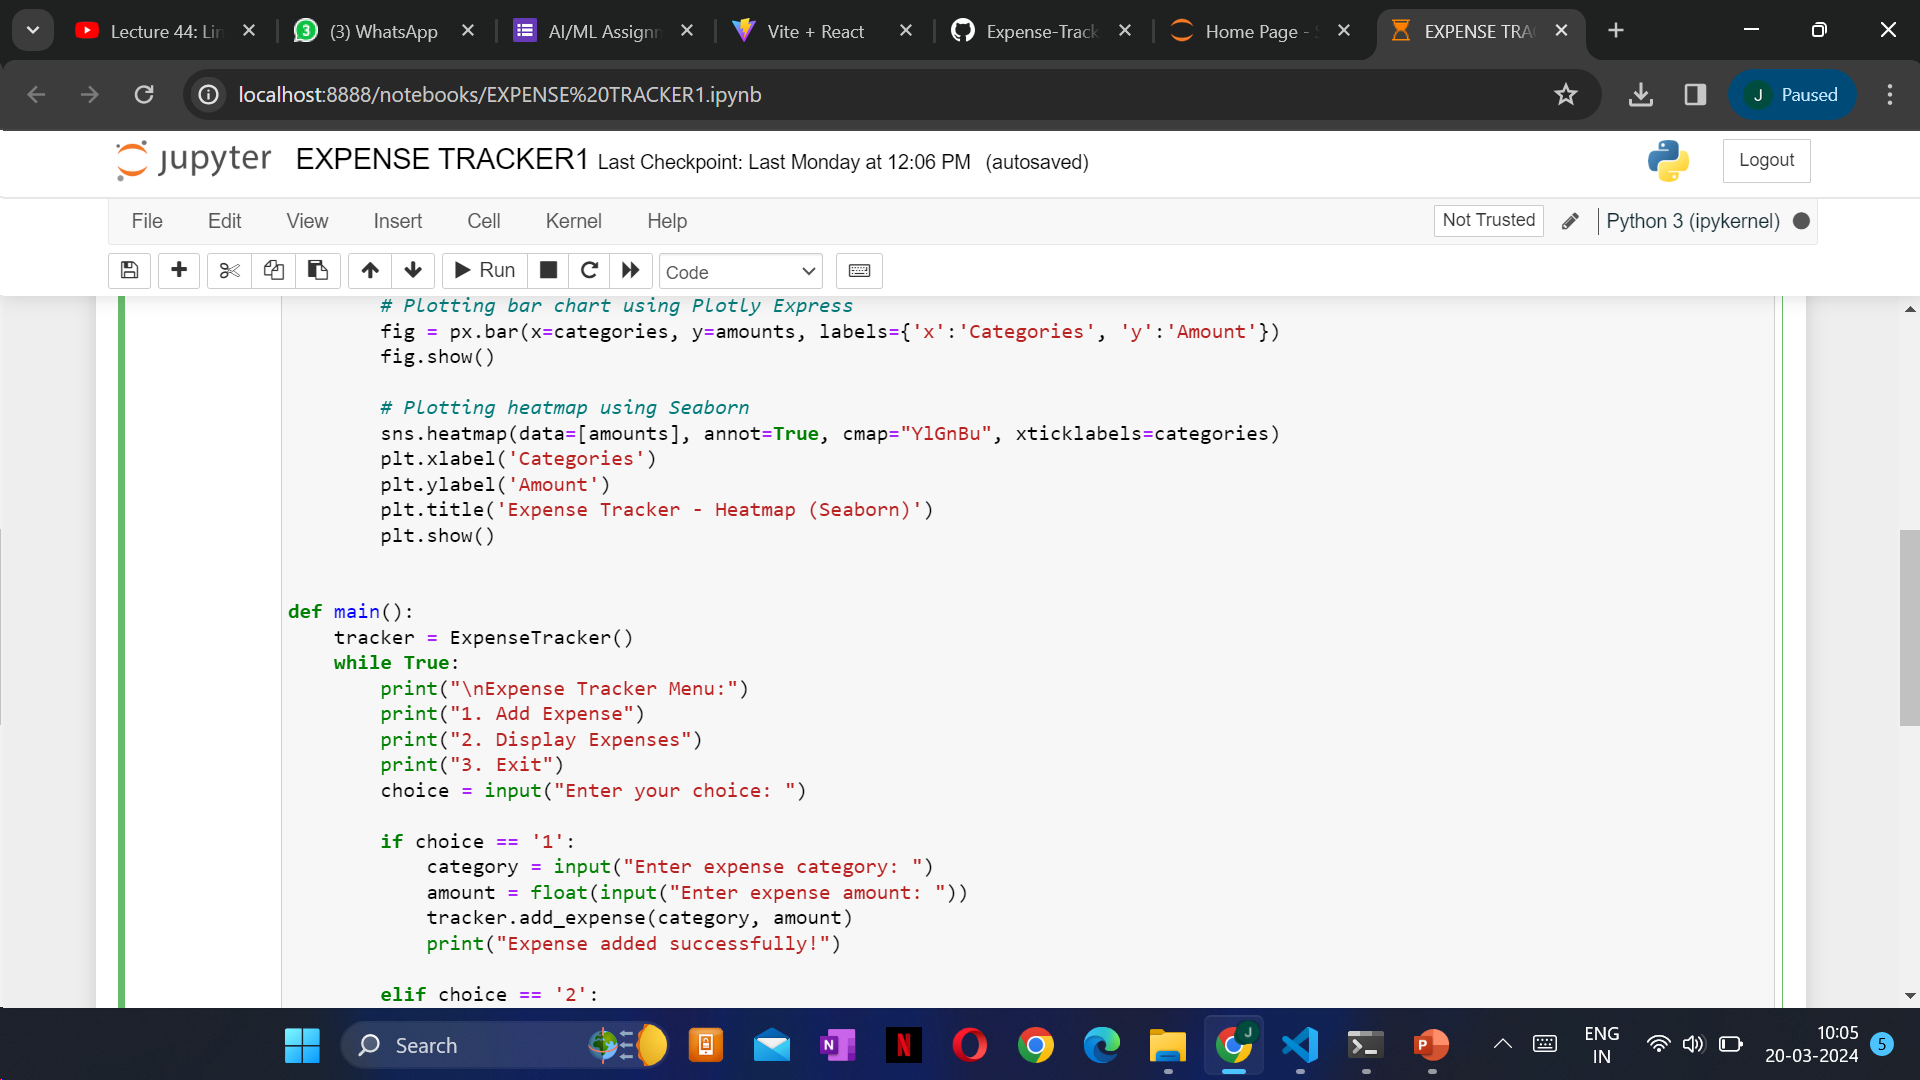 Lecture 44: Lin
(3) WhatsApp
AI/ML Assignm
Vite + React
Expense-Track
Home Page - S
EXPENSE TRA
localhost:8888/notebooks/EXPENSE%20TRACKER1.ipynb
J Paused
jupyter EXPENSE TRACKER1 Last Checkpoint: Last Monday at 12:06 PM (autosaved)
Logout
File Edit View Insert Cell Kernel Help
Not Trusted
Python 3 (ipykernel)
Run
Code
# Plotting bar chart using Plotly Express
fig = px.bar(x=categories, y=amounts, labels={'x':'Categories', 'y':'Amount'})
fig.show()
# Plotting heatmap using Seaborn
sns.heatmap(data=[amounts], annot=True, cmap="YlGnBu", xticklabels=categories)
plt.xlabel('Categories')
plt.ylabel('Amount')
plt.title('Expense Tracker - Heatmap (Seaborn)')
plt.show()
def main():
tracker = ExpenseTracker()
while True:
print("\nExpense Tracker Menu:")
print("1. Add Expense")
print("2. Display Expenses")
print("3. Exit")
choice = input("Enter your choice: ")
if choice == '1':
category = input("Enter expense category: ")
amount = float(input("Enter expense amount: "))
tracker.add_expense(category, amount)
print("Expense added successfully!")
elif choice == '2':
Search
ENG
IN
10:05
20-03-2024
5